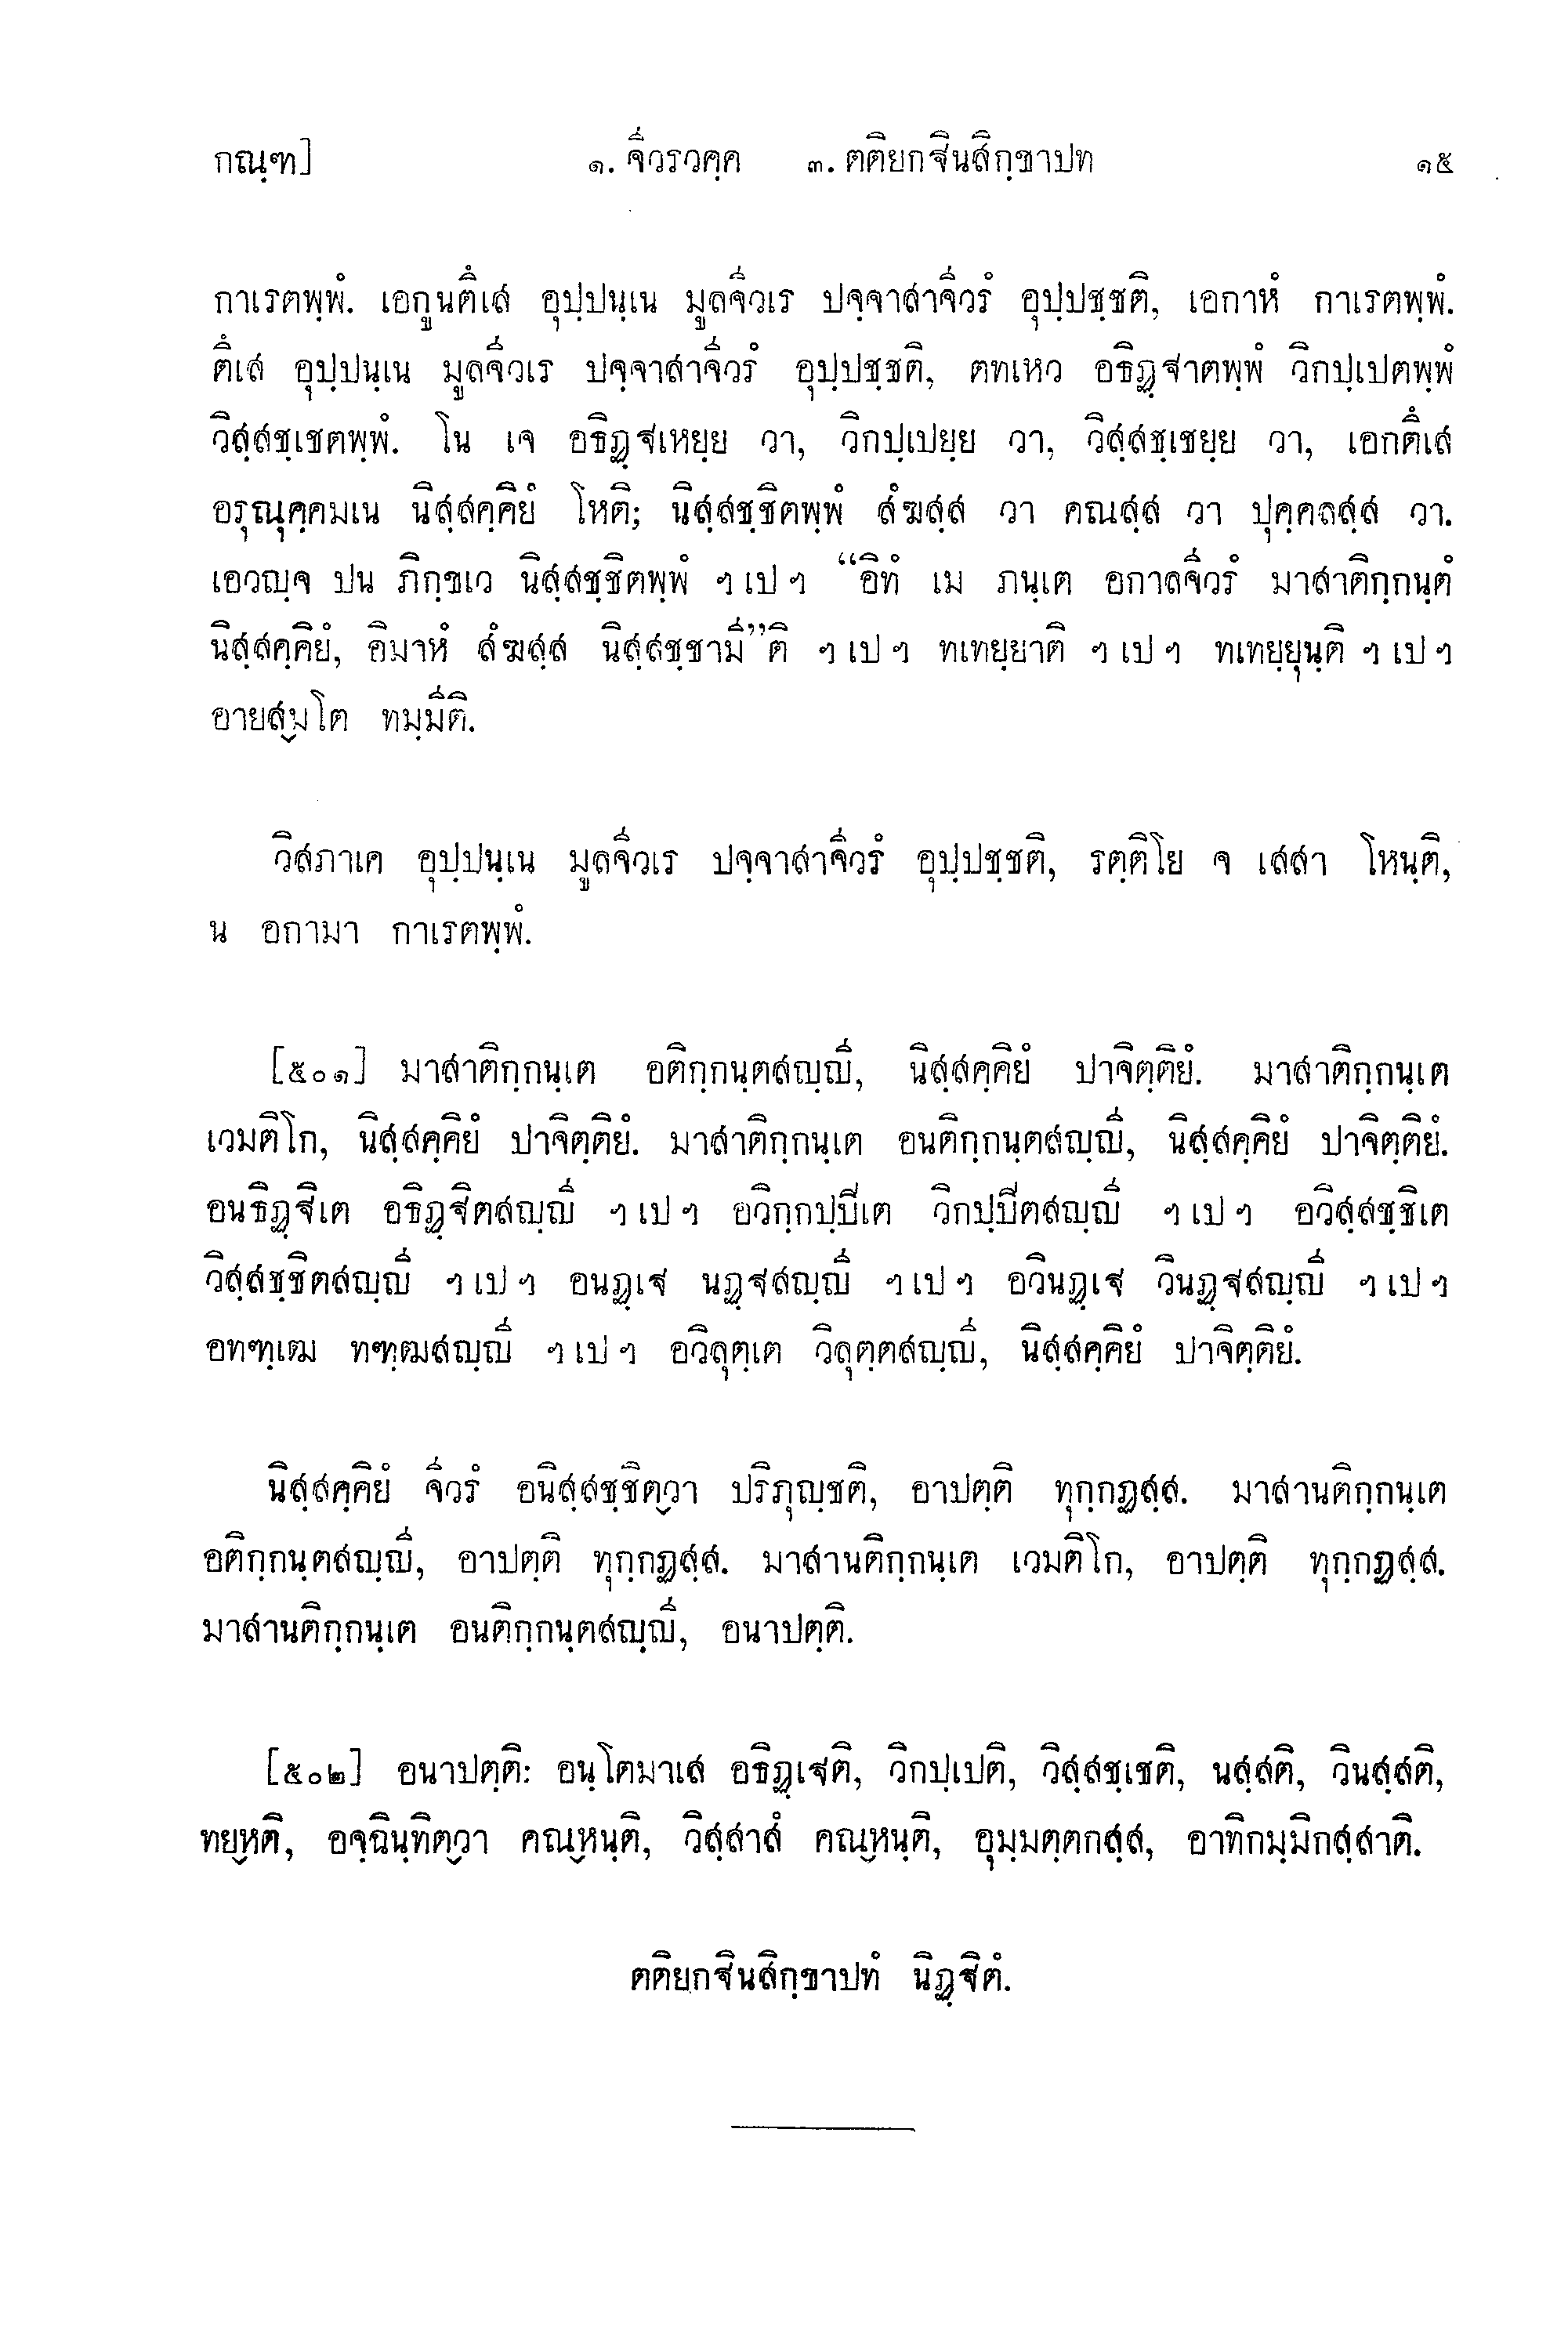 กณฺฑ] ๑. จีวรวคฺค ๓. ตติยกฐินสิกฺขาปท ๑๕
กาเรตพฺพํ. เอกูนตึเส อุปฺปนฺเน มูลจีวเร ปจฺจาสาจีวรํ อุปฺปชฺชติ, เอกาหํ กาเรตพฺพํ.
ตึเส อุปฺปนฺเน มูลจีวเร ปจฺจาสาจีวรํ อุปฺปชฺชติ, ตทเหว อธิฏฺฐาตพฺพํ วิกปฺเปตพฺพํ
วิสฺสชฺเชตพฺพํ. โน เจ อธิฏฺฐเหยฺย วา, วิกปฺเปยฺย วา, วิสฺสชฺเชยฺย วา, เอกตึเส
อรุณุคฺคมเน นิสฺสคฺคิยํ โหติ; นิสฺสชฺชิตพฺพํ สํฆสฺส วา คณสฺส วา ปุคฺคลสฺส วา.
เอวญฺจ ปน ภิกฺขเว นิสฺสชฺชิตพฺพํ ฯ เป ฯ “อิทํ เม ภนฺเต อกาลจีวรํ มาสาติกฺกนฺตํ
นิสฺสคฺคิยํ, อิมาหํ สํฆสฺส นิสฺสชฺชามี”ติ ฯ เป ฯ ทเทยฺยาติ ฯ เป ฯ ทเทยฺยุนฺติ ฯ เป ฯ
อายสฺมโต ทมฺมีติ.
วิสภาเค อุปฺปนฺเน มูลจีวเร ปจฺจาสาจีวรํ อุปฺปชฺชติ, รตฺติโย จ เสสา โหนฺติ,
น อกามา กาเรตพฺพํ.
[๕๐๑] มาสาติกฺกนฺเต อติกฺกนฺตสญฺญี, นิสฺสคฺคิยํ ปาจิตฺติยํ. มาสาติกฺกนฺเต
เวมติโก, นิสฺสคฺคิยํ ปาจิตฺติยํ. มาสาติกฺกนฺเต อนติกฺกนฺตสญฺญี, นิสฺสคฺคิยํ ปาจิตฺติยํ.
อนธิฏฺฐิเต อธิฏฺฐิตสญฺญี ฯ เป ฯ อวิกฺกปฺปิเต วิกปฺปิตสญฺญี ฯ เป ฯ อวิสฺสชฺชิเต
วิสฺสชฺชิตสญฺญี ฯ เป ฯ อนฏฺเฐ นฏฺฐสญฺญี ฯ เป ฯ อวินฏฺเฐ วินฏฺฐสญฺญี ฯ เป ฯ
อทฑฺเฒ ทฑฺฒสญฺญี ฯ เป ฯ อวิลุตฺเต วิลุตฺตสญฺญี, นิสฺสคฺคิยํ ปาจิตฺติยํ.
นิสฺสคฺคิยํ จีวรํ อนิสฺสชฺชิตฺวา ปริภุญฺชติ, อาปตฺติ ทุกฺกฏสฺส. มาสานติกฺกนฺเต
อติกฺกนฺตสญฺญี, อาปตฺติ ทุกฺกฏสฺส. มาสานติกฺกนฺเต เวมติโก, อาปตฺติ ทุกฺกฏสฺส.
มาสานติกฺกนฺเต อนติกฺกนฺตสญฺญี, อนาปตฺติ.
[๕๐๒] อนาปตฺติ: อนฺโตมาเส อธิฏฺเฐติ, วิกปฺเปติ, วิสฺสชฺเชติ, นสฺสติ, วินสฺสติ,
ทยฺหติ, อจฺฉินฺทิตฺวา คณฺหนฺติ, วิสฺสาสํ คณฺหนฺติ, อุมฺมตฺตกสฺส, อาทิกมฺมิกสฺสาติ.
ตติยกฐินสิกฺขาปทํ นิฏฺฐิตํ.